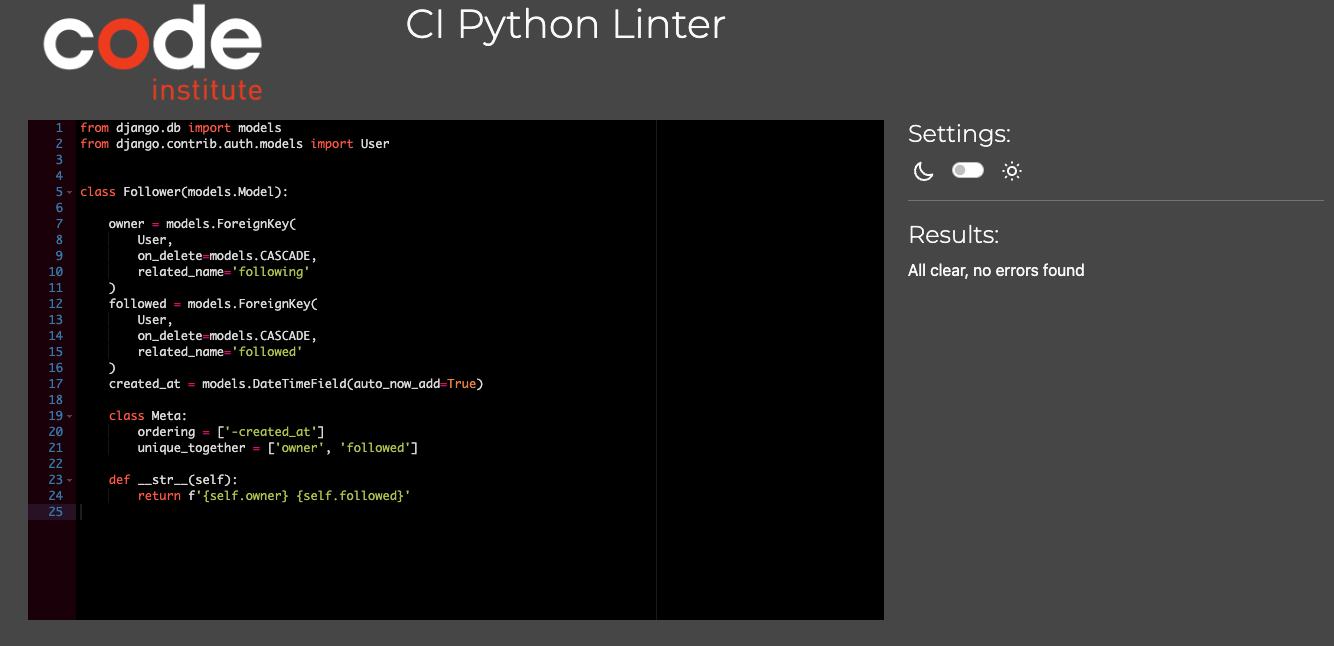 code
institute
CI Python Linter
1 from django.db import models
2 from django.contrib.auth.models import User
3
4
5 class Follower(models.Model):
6
7     owner = models.ForeignKey(
8         User,
9         on_delete=models.CASCADE,
10         related_name='following'
11     )
12     followed = models.ForeignKey(
13         User,
14         on_delete=models.CASCADE,
15         related_name='followed'
16     )
17     created_at = models.DateTimeField(auto_now_add=True)
18
19     class Meta:
20         ordering = ['-created_at']
21         unique_together = ['owner', 'followed']
22
23     def __str__(self):
24         return f'{self.owner} {self.followed}'
25
Settings:
Results:
All clear, no errors found